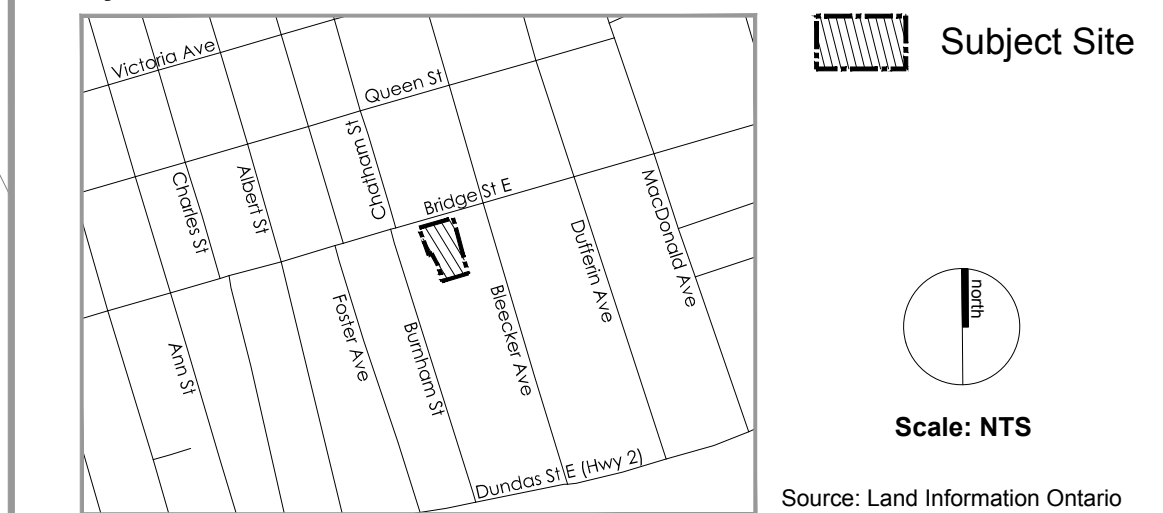 Subject Site
Victoria Ave
Queen St
Chatham St
Charles St
Albert St
Bridge St E
MacDonald Ave
Dufferin Ave
Bleecker Ave
Foster Ave
Burnham St
Ann St
Dundas St E (Hwy 2)
north
Scale: NTS
Source: Land Information Ontario